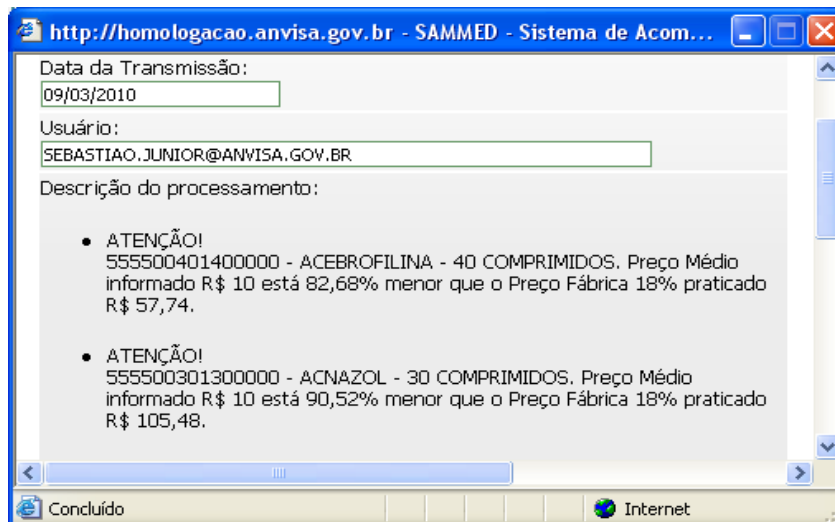 http://homologacao.anvisa.gov.br - SAMMED - Sistema de Acom...
Data da Transmissão:
09/03/2010
Usuário:
SEBASTIAO.JUNIOR@ANVISA.GOV.BR
Descrição do processamento:
• ATENÇÃO!
555500401400000 - ACEBROFILINA - 40 COMPRIMIDOS. Preço Médio
informado R$ 10 está 82,68% menor que o Preço Fábrica 18% praticado
R$ 57,74.
• ATENÇÃO!
555500301300000 - ACNAZOL - 30 COMPRIMIDOS. Preço Médio
informado R$ 10 está 90,52% menor que o Preço Fábrica 18% praticado
R$ 105,48.
Concluído
Internet